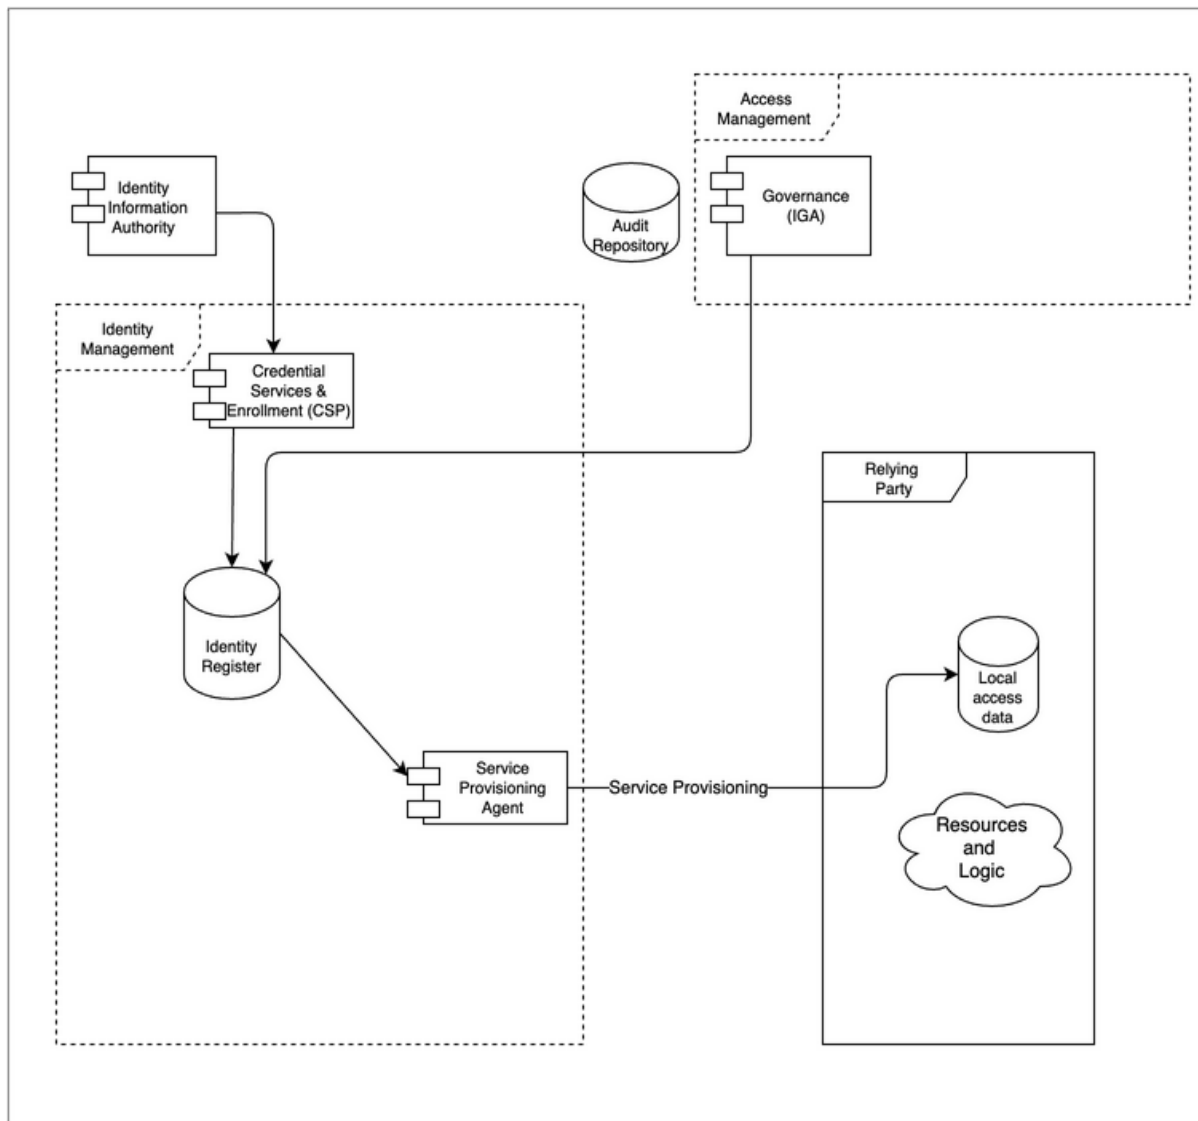 Access
Management
Identity
Information
Authority
Audit
Repository
Governance
(IGA)
Identity
Management
Credential
Services &
Enrollment (CSP)
Relying
Party
Identity
Register
Local
access
data
Service
Provisioning
Agent
Service Provisioning
Resources
and
Logic